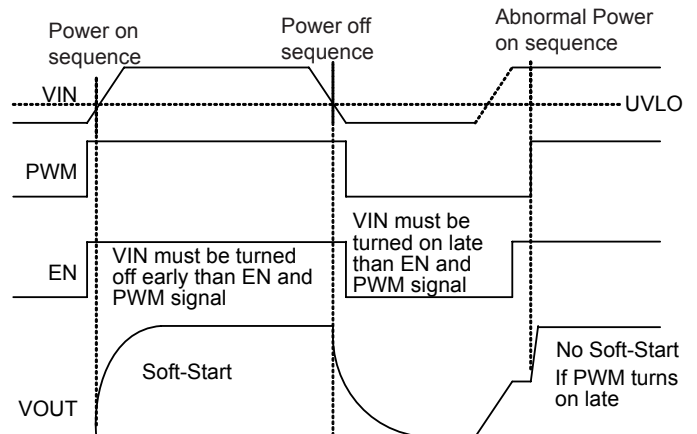 Power on
sequence
Power off
sequence
Abnormal Power
on sequence
VIN
UVLO
PWM
EN
VIN must be turned
off early than EN and
PWM signal
VIN must be
turned on late
than EN and
PWM signal
VOUT
Soft-Start
No Soft-Start
If PWM turns
on late